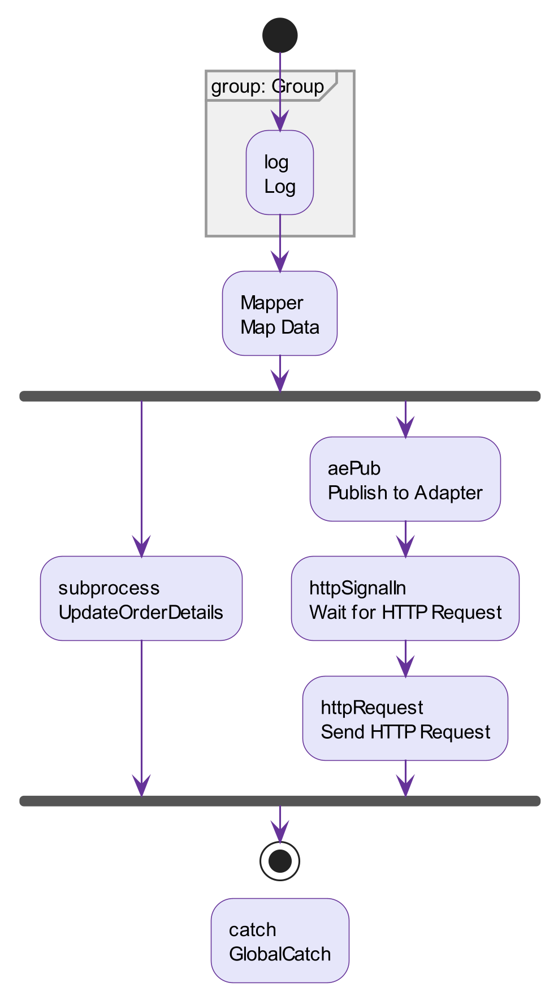 group: Group
log
Log
Mapper
Map Data
aePub
Publish to Adapter
subprocess
UpdateOrderDetails
httpSignalIn
Wait for HTTP Request
httpRequest
Send HTTP Request
catch
GlobalCatch